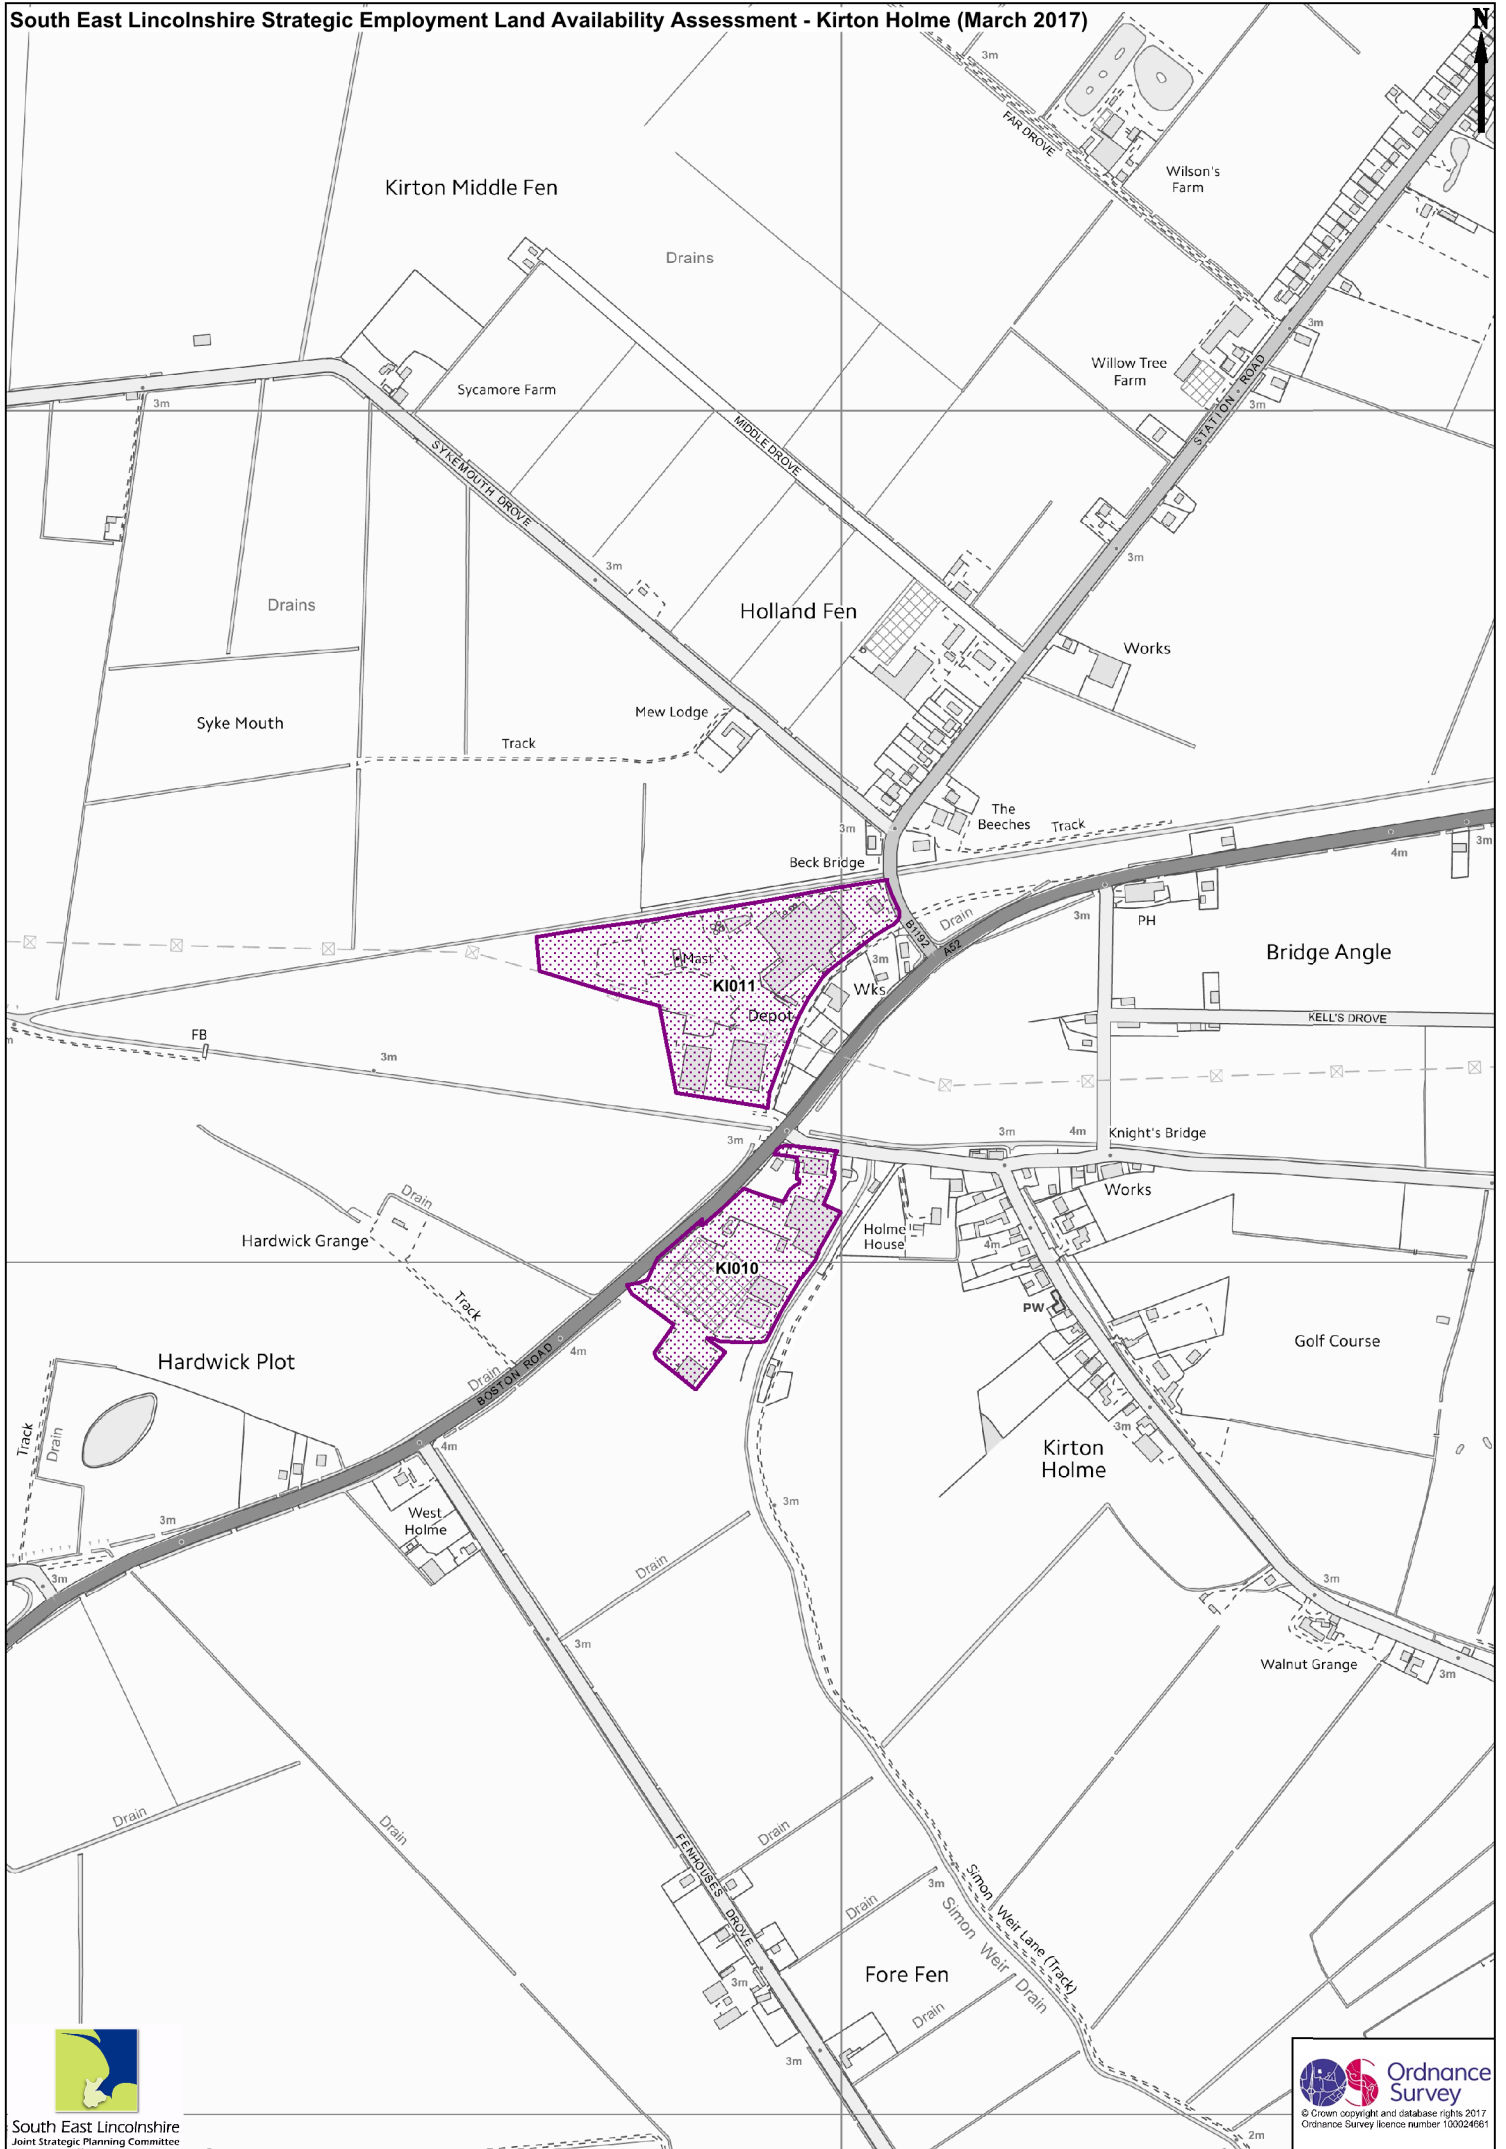 South East Lincolnshire Strategic Employment Land Availability Assessment - Kirton Holme (March 2017)
N
3m
FAR DROVE
Wilson's
Farm
Kirton Middle Fen
Drains
3m
Willow Tree
Farm
STATION ROAD
3m
Sycamore Farm
3m
MIDDLE DROVE
SYKEMOUTH DROVE
3m
3m
Drains
Holland Fen
Works
Mew Lodge
Syke Mouth
Track
The
Beeches
Track
3m
Beck Bridge
4m
3m
Drain
3m
PH
B1192
A52
Bridge Angle
3m
Mast
KI011
Wks
Depot
KELL'S DROVE
FB
3m
m
3m
3m
4m
Knight's Bridge
Works
Drain
Hardwick Grange
Holme
House
4m
KI010
Track
PW
Golf Course
Hardwick Plot
4m
Drain
BOSTON ROAD
Track
Drain
4m
3m
Kirton
Holme
3m
West
Holme
3m
3m
Drain
3m
3m
Walnut Grange
3m
Drain
Drain
Drain
FENHOUSES DROVE
Drain
3m
Simon Weir Lane (Track)
Simon Weir Drain
Fore Fen
3m
Drain
3m
2m
South East Lincolnshire
Joint Strategic Planning Committee
Ordnance
Survey
© Crown copyright and database rights 2017
Ordnance Survey licence number 100024661